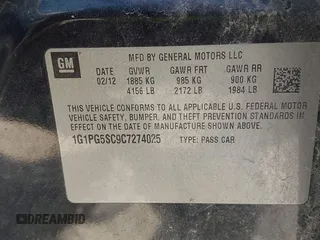 GM
MFD BY GENERAL MOTORS LLC
DATE GVWR GAWR FRT GAWR RR
02/12 1885 KG 985 KG 900 KG
4156 LB 2172 LB 1984 LB
THIS VEHICLE CONFORMS TO ALL APPLICABLE U.S. FEDERAL MOTOR
VEHICLE SAFETY, BUMPER, AND THEFT PREVENTION STANDARDS IN
EFFECT ON THE DATE OF MANUFACTURE SHOWN ABOVE.
1G1PG5SC9C7274025 TYPE: PASS CAR
DREAMBID